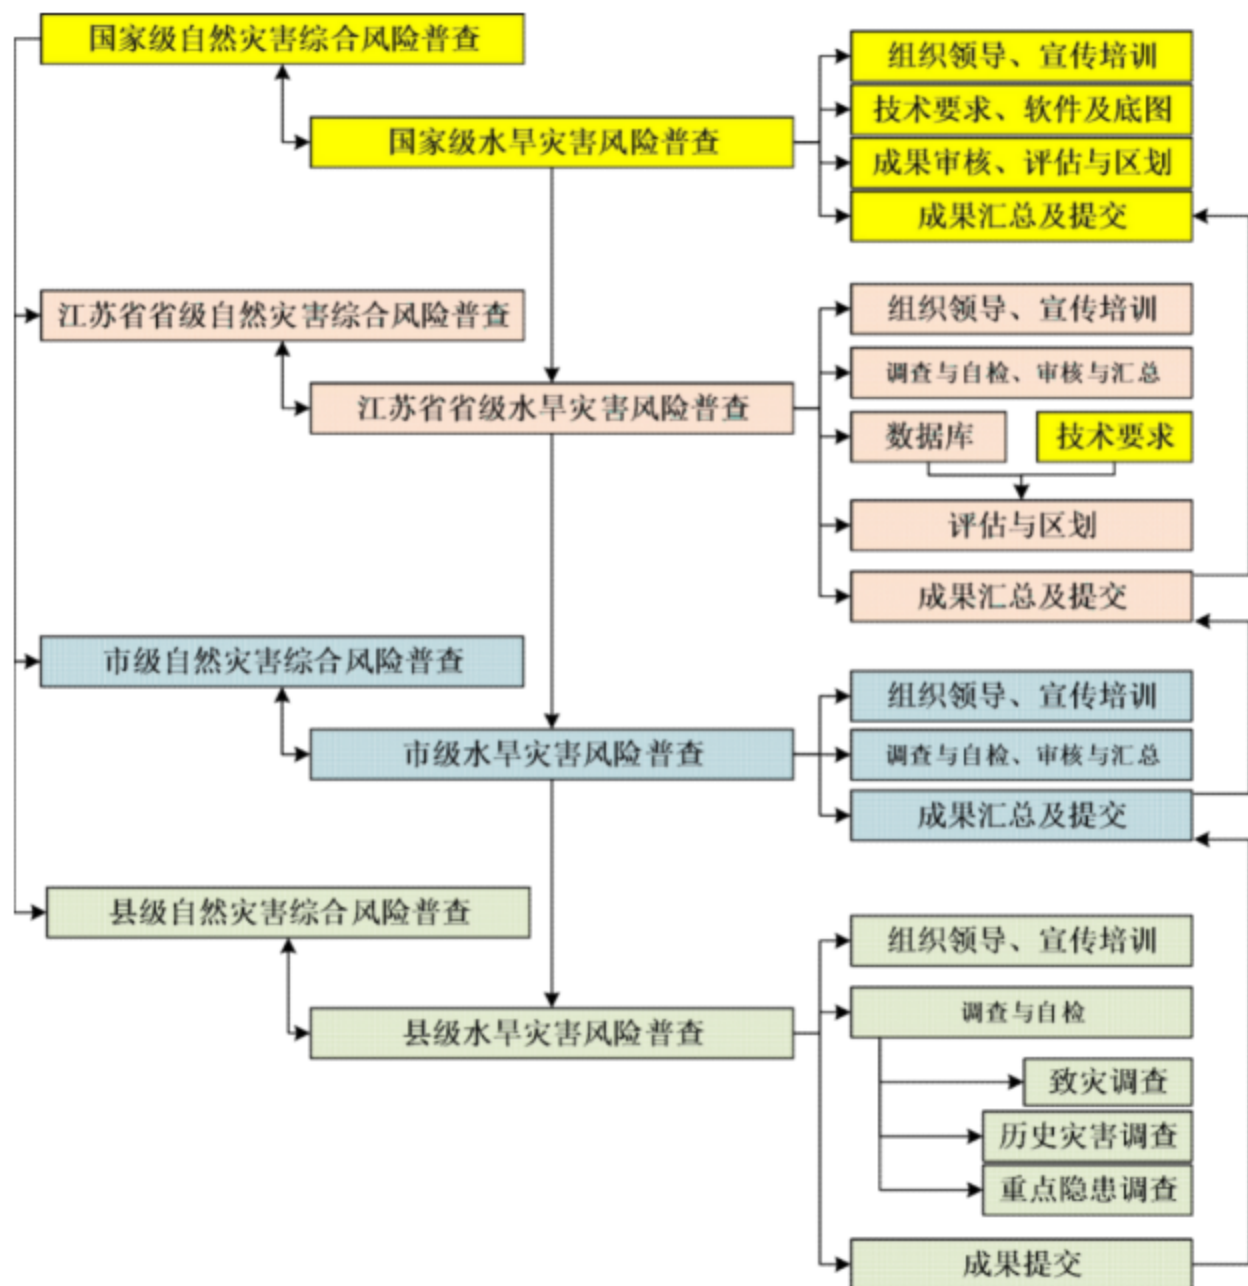 国家级自然灾害综合风险普查
国家级水旱灾害风险普查
组织领导、宣传培训
技术要求、软件及底图
成果审核、评估与区划
成果汇总及提交
江苏省省级自然灾害综合风险普查
江苏省省级水旱灾害风险普查
组织领导、宣传培训
调查与自检、审核与汇总
数据库
技术要求
评估与区划
成果汇总及提交
市级自然灾害综合风险普查
市级水旱灾害风险普查
组织领导、宣传培训
调查与自检、审核与汇总
成果汇总及提交
县级自然灾害综合风险普查
县级水旱灾害风险普查
组织领导、宣传培训
调查与自检
致灾调查
历史灾害调查
重点隐患调查
成果提交